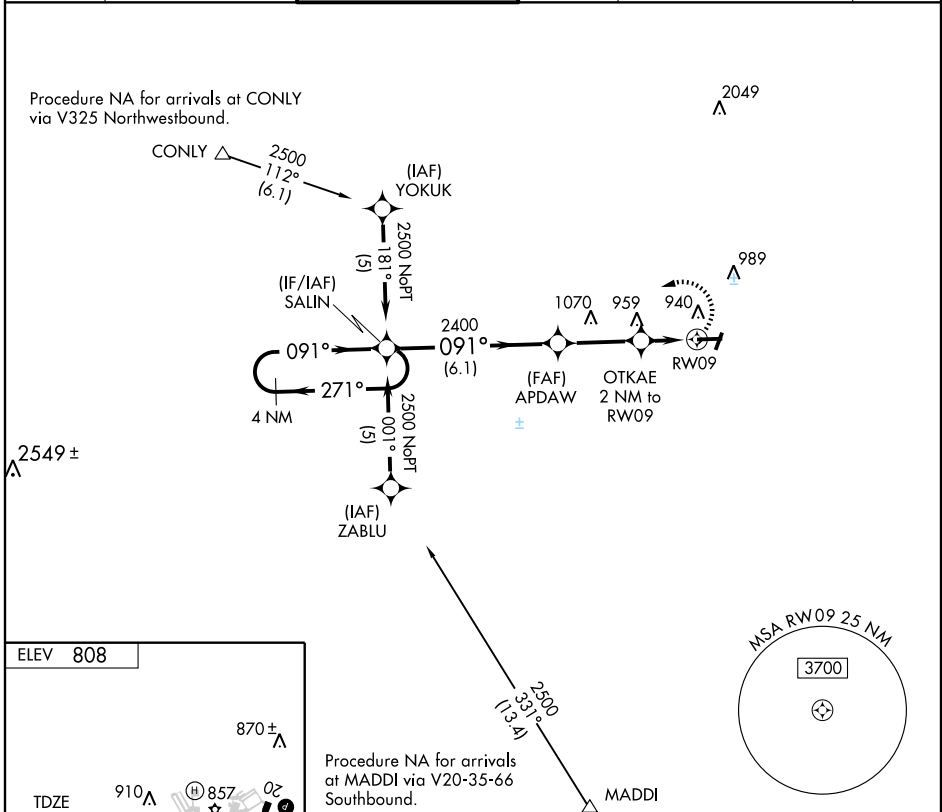 Procedure NA for arrivals at CONLY
via V325 Northwestbound.
2049
CONLY
2500
112°
(6.1)
(IAF)
YOKUK
2500 NoPT
181°
(5)
989
(IF/IAF)
SALIN
1070
959
940
2400
091°
091°
(6.1)
RW09
271°
4 NM
(FAF)
APDAW
OTKAE
2 NM to
RW09
2500 NoPT
001°
(5)
±
±
2549 ±
(IAF)
ZABLU
MSA RW09 25 NM
3700
ELEV 808
2500
331°
(13.4)
870 ±
Procedure NA for arrivals
at MADDI via V20-35-66
Southbound.
MADDI
910
H
857
20
P
TDZE